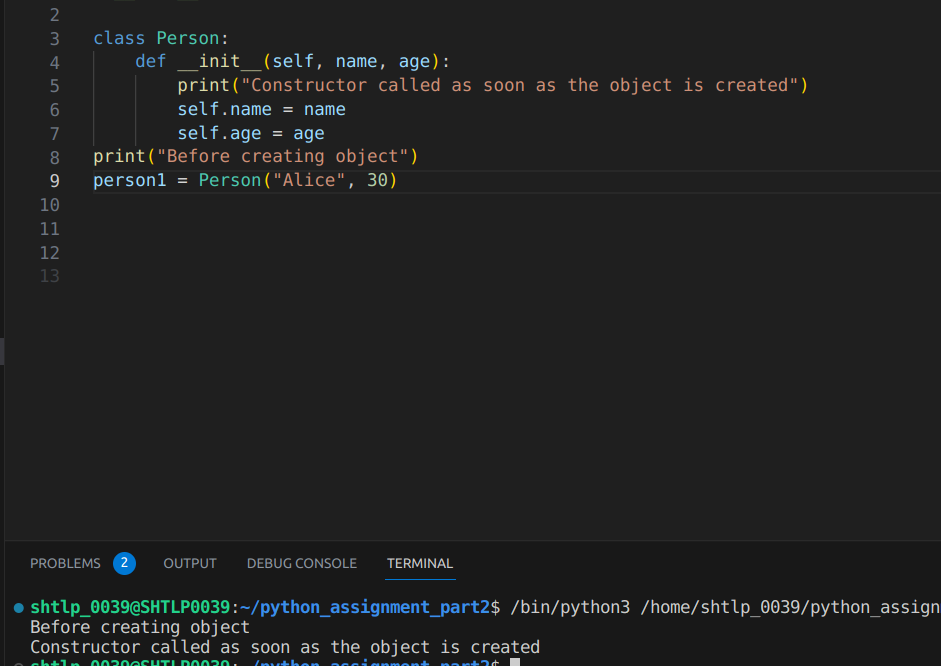 2
3 class Person:
4 def __init__(self, name, age):
5 print("Constructor called as soon as the object is created")
6 self.name = name
7 self.age = age
8 print("Before creating object")
9 person1 = Person("Alice", 30)
10
11
12
13
PROBLEMS 2 OUTPUT DEBUG CONSOLE TERMINAL
shtlp_0039@SHTLP0039:~/python_assignment_part2$ /bin/python3 /home/shtlp_0039/python_assign
Before creating object
Constructor called as soon as the object is created
shtlp_0039@SHTLP0039:~/python_assignment_part2$